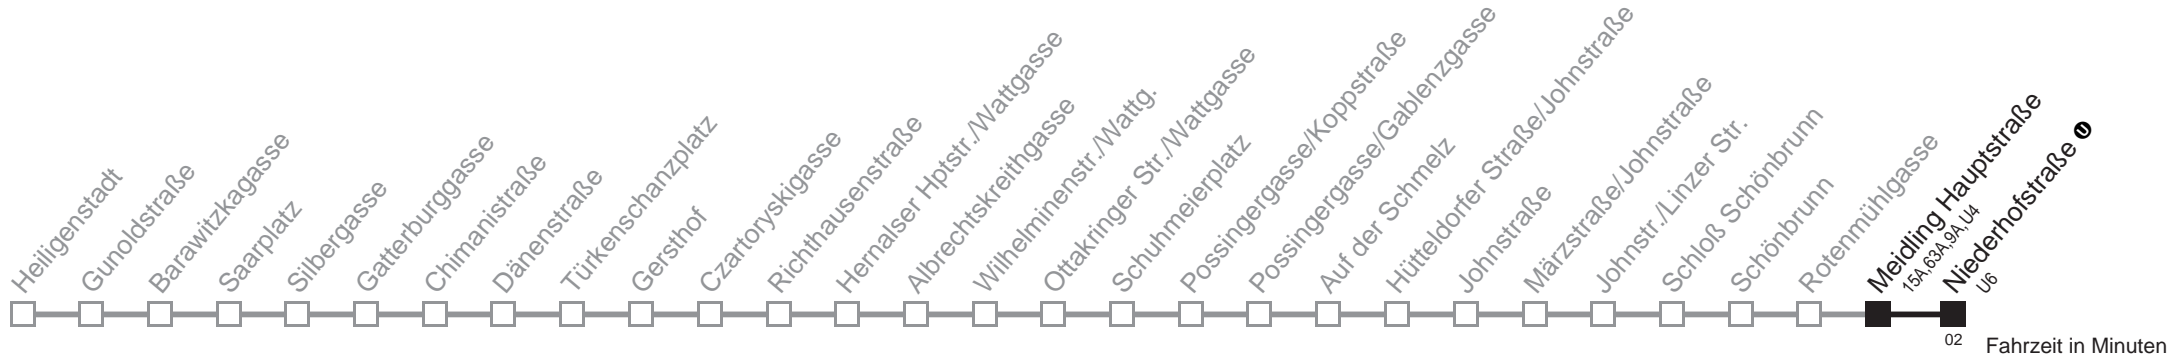 Heiligenstadt
Gunoldstraße
Barawitzkagasse
Saarplatz
Silbergasse
Gatterburggasse
Chimanistraße
Dänenstraße
Türkenschanzplatz
Gersthof
Czartoryskigasse
Richthausenstraße
Hernalser Hptstr./Wattgasse
Albrechtskreithgasse
Wilhelminenstr./Wattg.
Ottakringer Str./Wattgasse
Schuhmeierplatz
Possingergasse/Koppstraße
Possingergasse/Gablenzgasse
Auf der Schmelz
Hütteldorfer Straße/Johnstraße
Johnstraße
Märzstraße/Johnstraße
Johnstr./Linzer Str.
Schloß Schönbrunn
Schönbrunn
Rotenmühlgasse
Meidling Hauptstraße
15A,63A,9A,U4
Niederhofstraße U
U6
02
Fahrzeit in Minuten